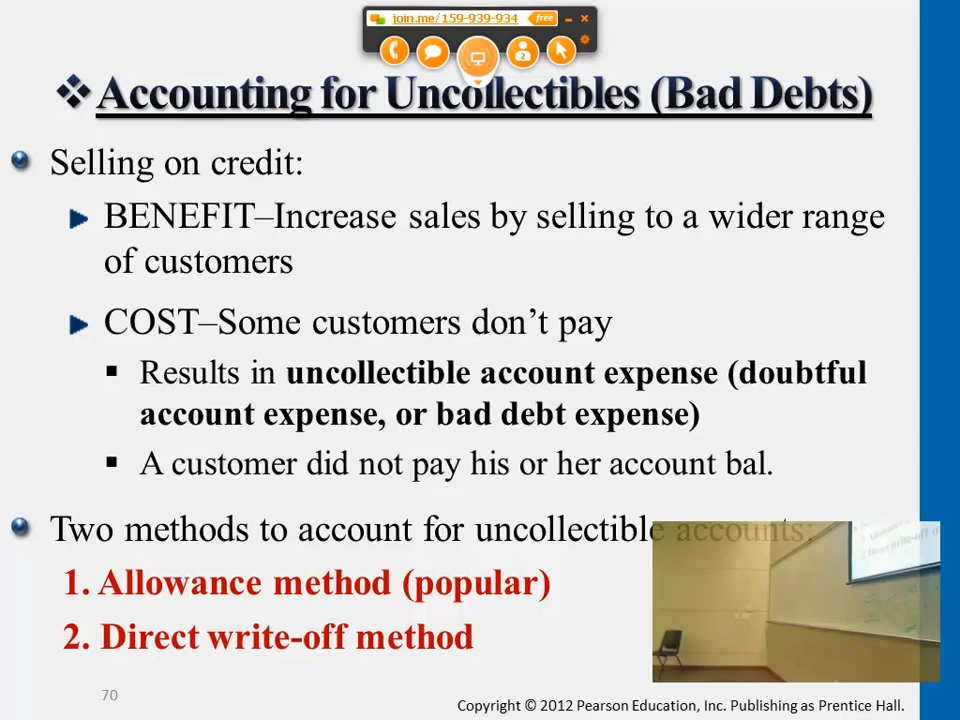 join.me/159-939-934 free
2
Accounting for Uncollectibles (Bad Debts)
Selling on credit:
BENEFIT–Increase sales by selling to a wider range
of customers
COST–Some customers don’t pay
Results in uncollectible account expense (doubtful
account expense, or bad debt expense)
A customer did not pay his or her account bal.
Two methods to account for uncollectible accounts:
1. Allowance method (popular)
2. Direct write-off method
70
Copyright © 2012 Pearson Education, Inc. Publishing as Prentice Hall.